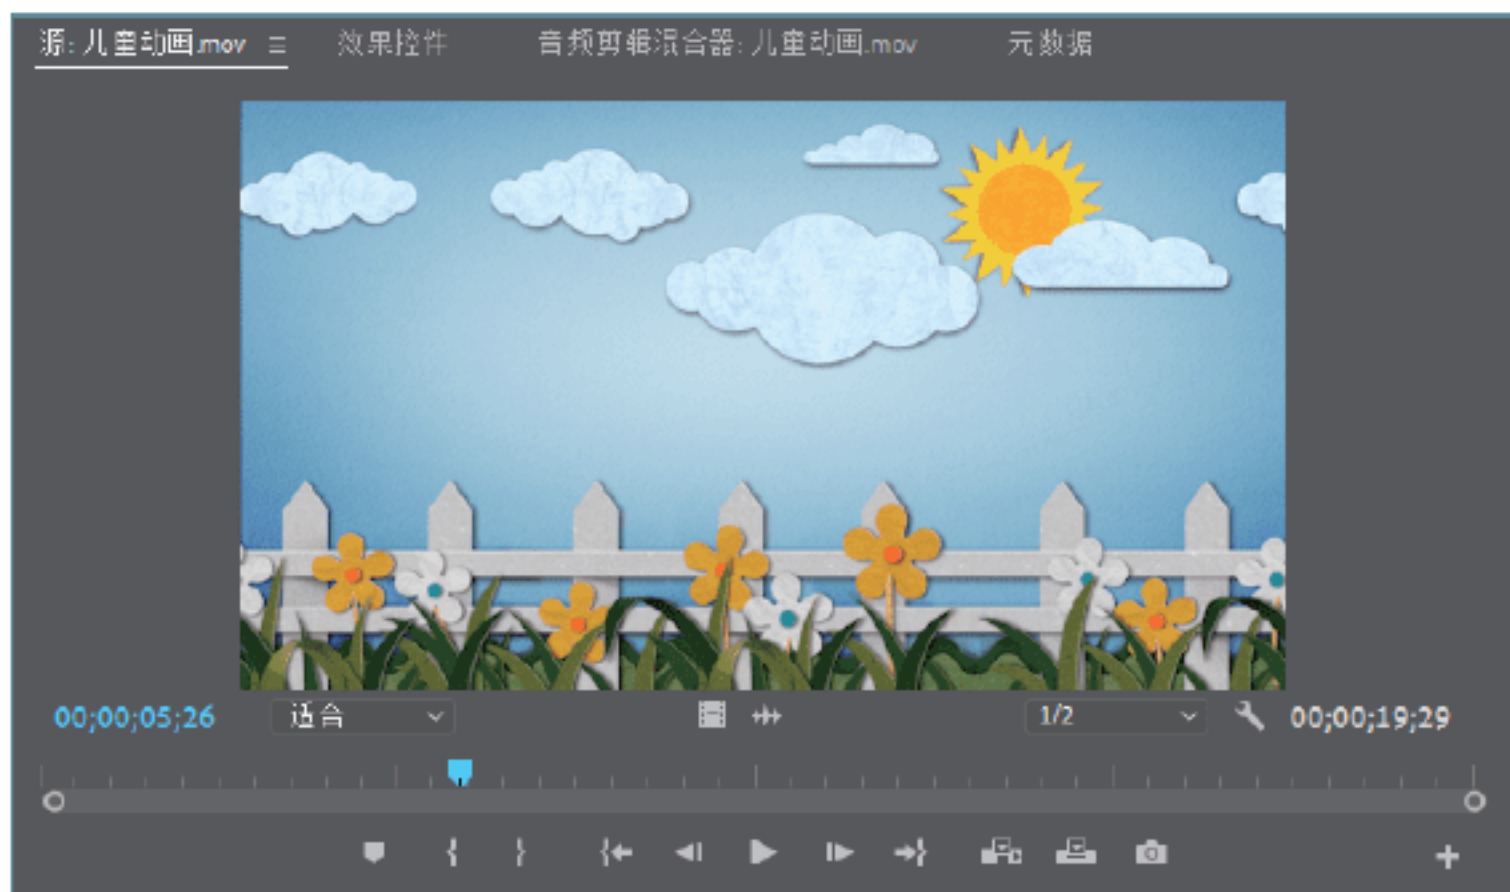 源: 儿童动画.mov 效果控件 音频剪辑混合器: 儿童动画.mov 元数据
00;00;05;26 适合 1/2 00;00;19;29